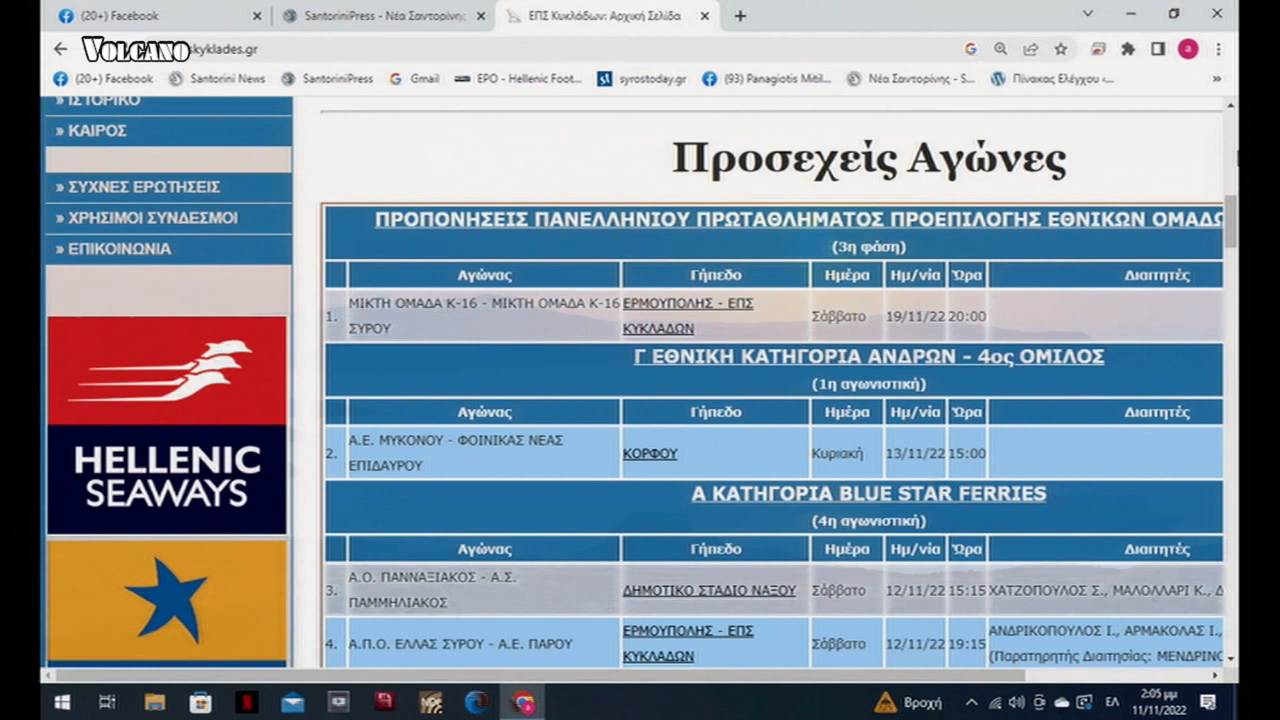 (20+) Facebook
SantoriniPress - Νέα Σαντορίνης
ΕΠΣ Κυκλάδων: Αρχική Σελίδα
VOLCANO
skyklades.gr
(20+) Facebook
Santorini News
SantoriniPress
Gmail
EPO - Hellenic Foot...
syrostoday.gr
(93) Panagiotis Mitil...
Νέα Σαντορίνης - S...
Πίνακας Ελέγχου ‹...
»
» ΙΣΤΟΡΙΚΟ
» ΚΑΙΡΟΣ
» ΣΥΧΝΕΣ ΕΡΩΤΗΣΕΙΣ
» ΧΡΗΣΙΜΟΙ ΣΥΝΔΕΣΜΟΙ
» ΕΠΙΚΟΙΝΩΝΙΑ
HELLENIC
SEAWAYS
Προσεχείς Αγώνες
ΠΡΟΠΟΝΗΣΕΙΣ ΠΑΝΕΛΛΗΝΙΟΥ ΠΡΩΤΑΘΛΗΜΑΤΟΣ ΠΡΟΕΠΙΛΟΓΗΣ ΕΘΝΙΚΩΝ ΟΜΑΔΩ
(3η φάση)
Αγώνας Γήπεδο Ημέρα Ημ/νία Ώρα Διαιτητές
1. ΜΙΚΤΗ ΟΜΑΔΑ Κ-16 - ΜΙΚΤΗ ΟΜΑΔΑ Κ-16 ΣΥΡΟΥ ΕΡΜΟΥΠΟΛΗΣ - ΕΠΣ ΚΥΚΛΑΔΩΝ Σάββατο 19/11/22 20:00
Γ ΕΘΝΙΚΗ ΚΑΤΗΓΟΡΙΑ ΑΝΔΡΩΝ - 4ος ΟΜΙΛΟΣ
(1η αγωνιστική)
Αγώνας Γήπεδο Ημέρα Ημ/νία Ώρα Διαιτητές
2. Α.Ε. ΜΥΚΟΝΟΥ - ΦΟΙΝΙΚΑΣ ΝΕΑΣ ΕΠΙΔΑΥΡΟΥ ΚΟΡΦΟΥ Κυριακή 13/11/22 15:00
Α ΚΑΤΗΓΟΡΙΑ BLUE STAR FERRIES
(4η αγωνιστική)
Αγώνας Γήπεδο Ημέρα Ημ/νία Ώρα Διαιτητές
3. Α.Ο. ΠΑΝΝΑΞΙΑΚΟΣ - Α.Σ. ΠΑΜΜΗΛΙΑΚΟΣ ΔΗΜΟΤΙΚΟ ΣΤΑΔΙΟ ΝΑΞΟΥ Σάββατο 12/11/22 15:15 ΧΑΤΖΟΠΟΥΛΟΣ Σ., ΜΑΛΟΛΛΑΡΙ Κ., Δ
4. Α.Π.Ο. ΕΛΛΑΣ ΣΥΡΟΥ - Α.Ε. ΠΑΡΟΥ ΕΡΜΟΥΠΟΛΗΣ - ΕΠΣ ΚΥΚΛΑΔΩΝ Σάββατο 12/11/22 19:15 ΑΝΔΡΙΚΟΠΟΥΛΟΣ Ι., ΑΡΜΑΚΟΛΑΣ Ι., (Παρατηρητής Διαιτησίας: ΜΕΝΔΡΙΝΟ
Βροχή
ΕΛ
2:05 μμ
11/11/2022